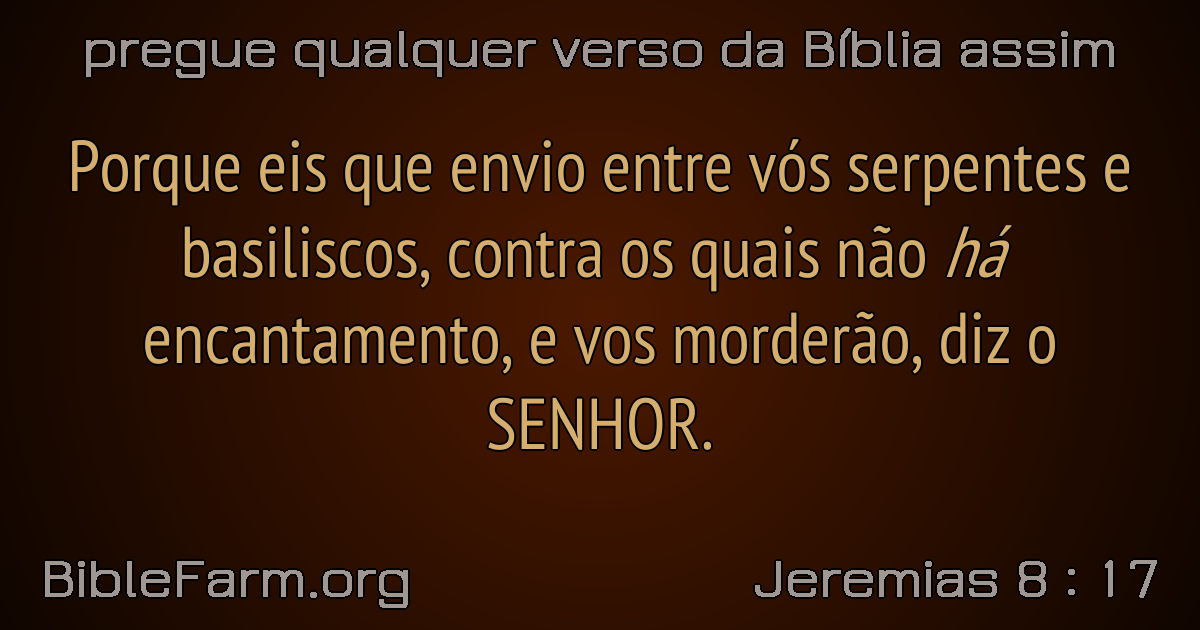 pregue qualquer verso da Bíblia assim
Porque eis que envio entre vós serpentes e
basiliscos, contra os quais não há
encantamento, e vos morderão, diz o
SENHOR.
BibleFarm.org
Jeremias 8 : 17